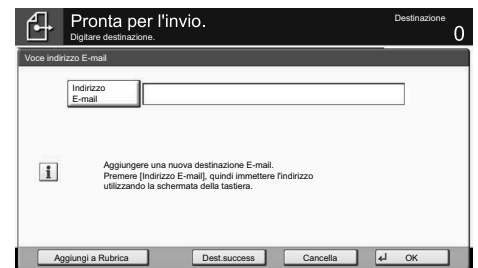 Pronta per l'invio.
Destinazione
Digitare destinazione.
0
Voce indirizzo E-mail
Indirizzo
E-mail
Aggiungere una nuova destinazione E-mail.
Premere [Indirizzo E-mail], quindi immettere l'indirizzo
utilizzando la schermata della tastiera.
Aggiungi a Rubrica
Dest.success
Cancella
OK